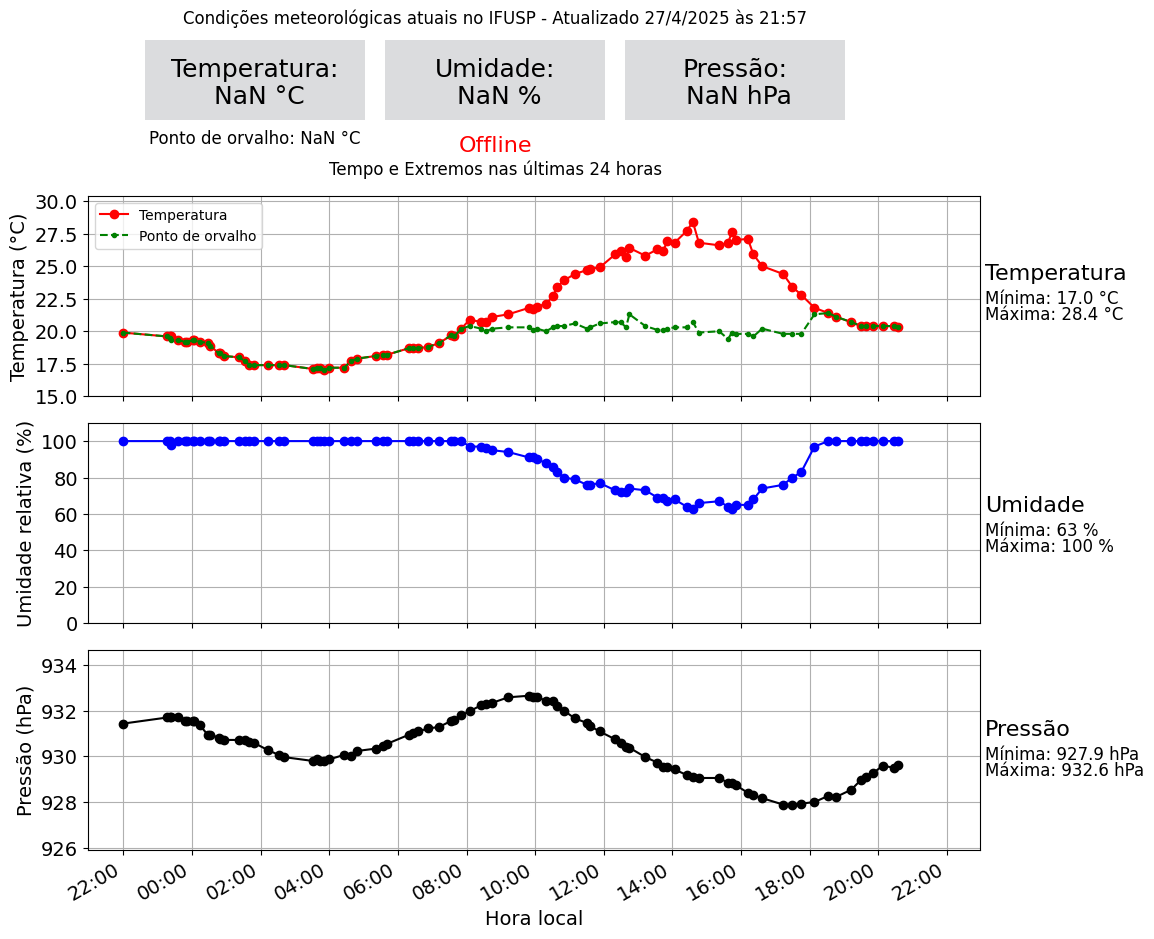 Condições meteorológicas atuais no IFUSP - Atualizado 27/4/2025 às 21:57
Temperatura:
NaN °C
Umidade:
NaN %
Pressão:
NaN hPa
Ponto de orvalho: NaN °C
Offline
Tempo e Extremos nas últimas 24 horas
Temperatura (°C)
30.0
27.5
25.0
22.5
20.0
17.5
15.0
Temperatura
Ponto de orvalho
Temperatura
Mínima: 17.0 °C
Máxima: 28.4 °C
Umidade relativa (%)
100
80
60
40
20
0
Umidade
Mínima: 63 %
Máxima: 100 %
Pressão (hPa)
934
932
930
928
926
Pressão
Mínima: 927.9 hPa
Máxima: 932.6 hPa
22:00
00:00
02:00
04:00
06:00
08:00
10:00
12:00
14:00
16:00
18:00
20:00
22:00
Hora local